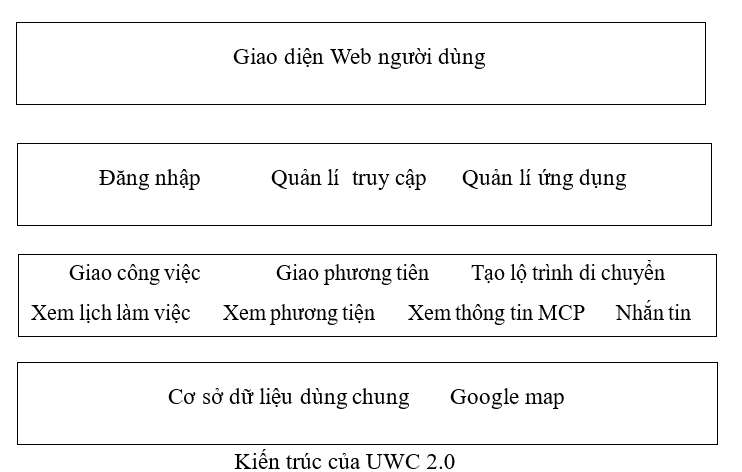 Giao diện Web người dùng
Đăng nhập Quản lí truy cập Quản lí ứng dụng
Giao công việc Giao phương tiên Tạo lộ trình di chuyển
Xem lịch làm việc Xem phương tiện Xem thông tin MCP Nhắn tin
Cơ sở dữ liệu dùng chung Google map
Kiến trúc của UWC 2.0